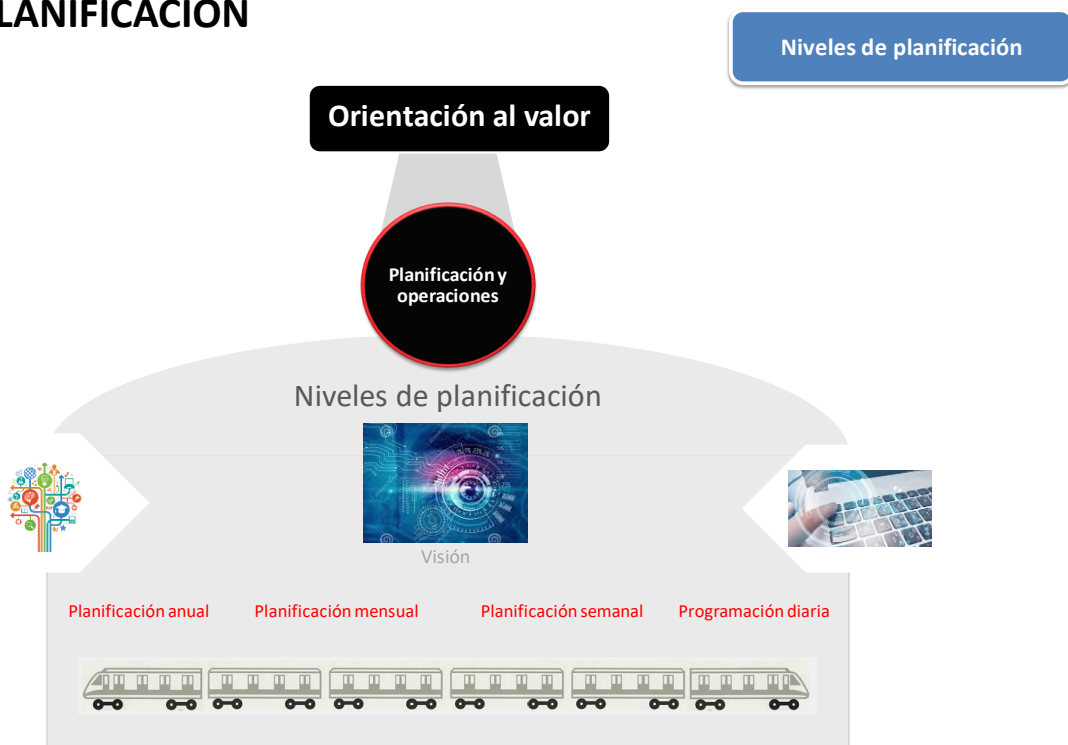 LANIFICACIÓN
Niveles de planificación
Orientación al valor
Planificación y
operaciones
Niveles de planificación
Visión
Planificación anual
Planificación mensual
Planificación semanal
Programación diaria